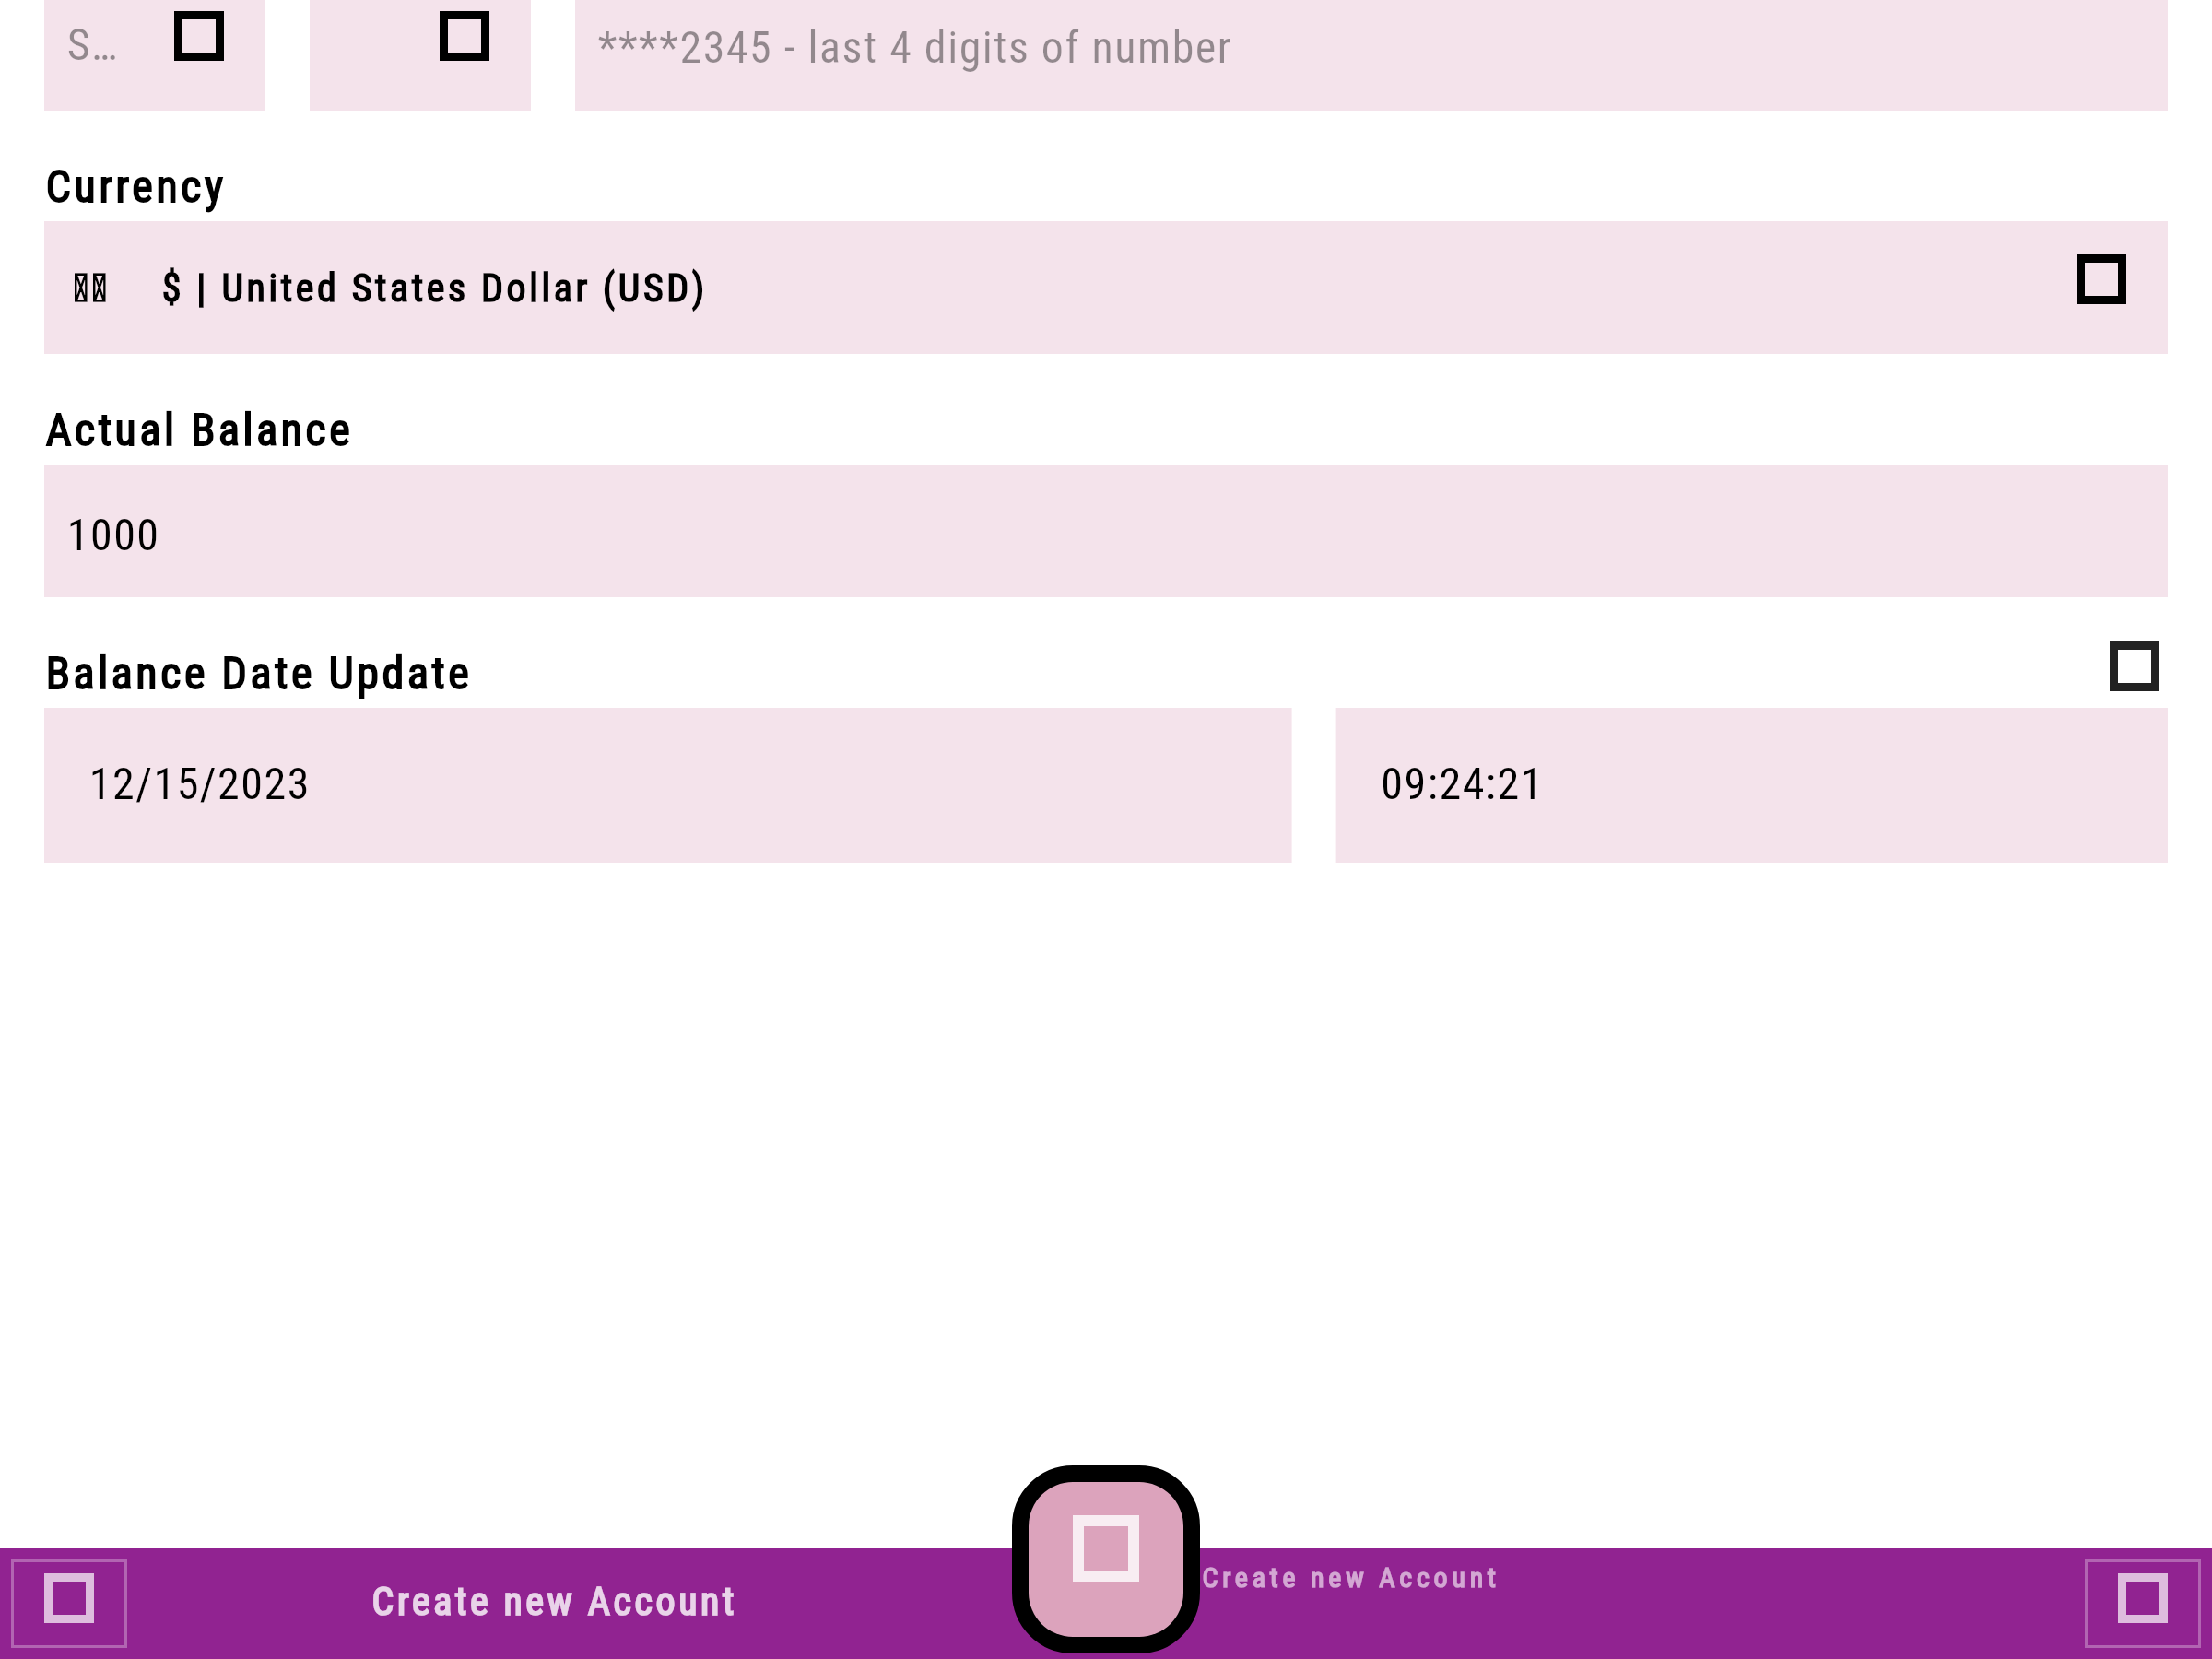 S…
****2345 - last 4 digits of number
Currency
$ | United States Dollar (USD)
Actual Balance
1000
Balance Date Update
12/15/2023
09:24:21
Create new Account
Create new Account